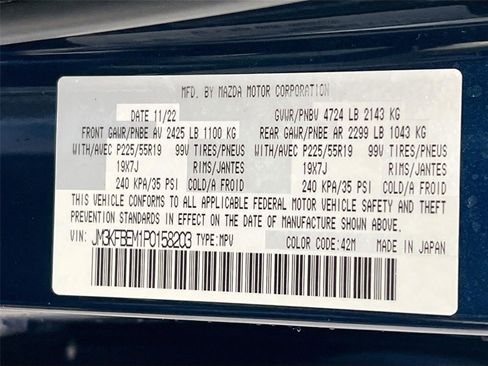 MFD. BY MAZDA MOTOR CORPORATION
DATE 11/22 GVWR/PNBV 4724 LB 2143 KG
FRONT GAWR/PNBE AV 2425 LB 1100 KG REAR GAWR/PNBE AR 2299 LB 1043 KG
WITH/AVEC P225/55R19 99V TIRES/PNEUS WITH/AVEC P225/55R19 99V TIRES/PNEUS
19X7J RIMS/JANTES 19X7J RIMS/JANTES
240 KPA/35 PSI COLD/A FROID 240 KPA/35 PSI COLD/A FROID
THIS VEHICLE CONFORMS TO ALL APPLICABLE FEDERAL MOTOR VEHICLE SAFETY AND THEFT
PREVENTION STANDARDS IN EFFECT ON THE DATE OF MANUFACTURE SHOWN ABOVE.
VIN: JM3KFBEM1P0158203 TYPE:MPV COLOR CODE: 42M MADE IN JAPAN